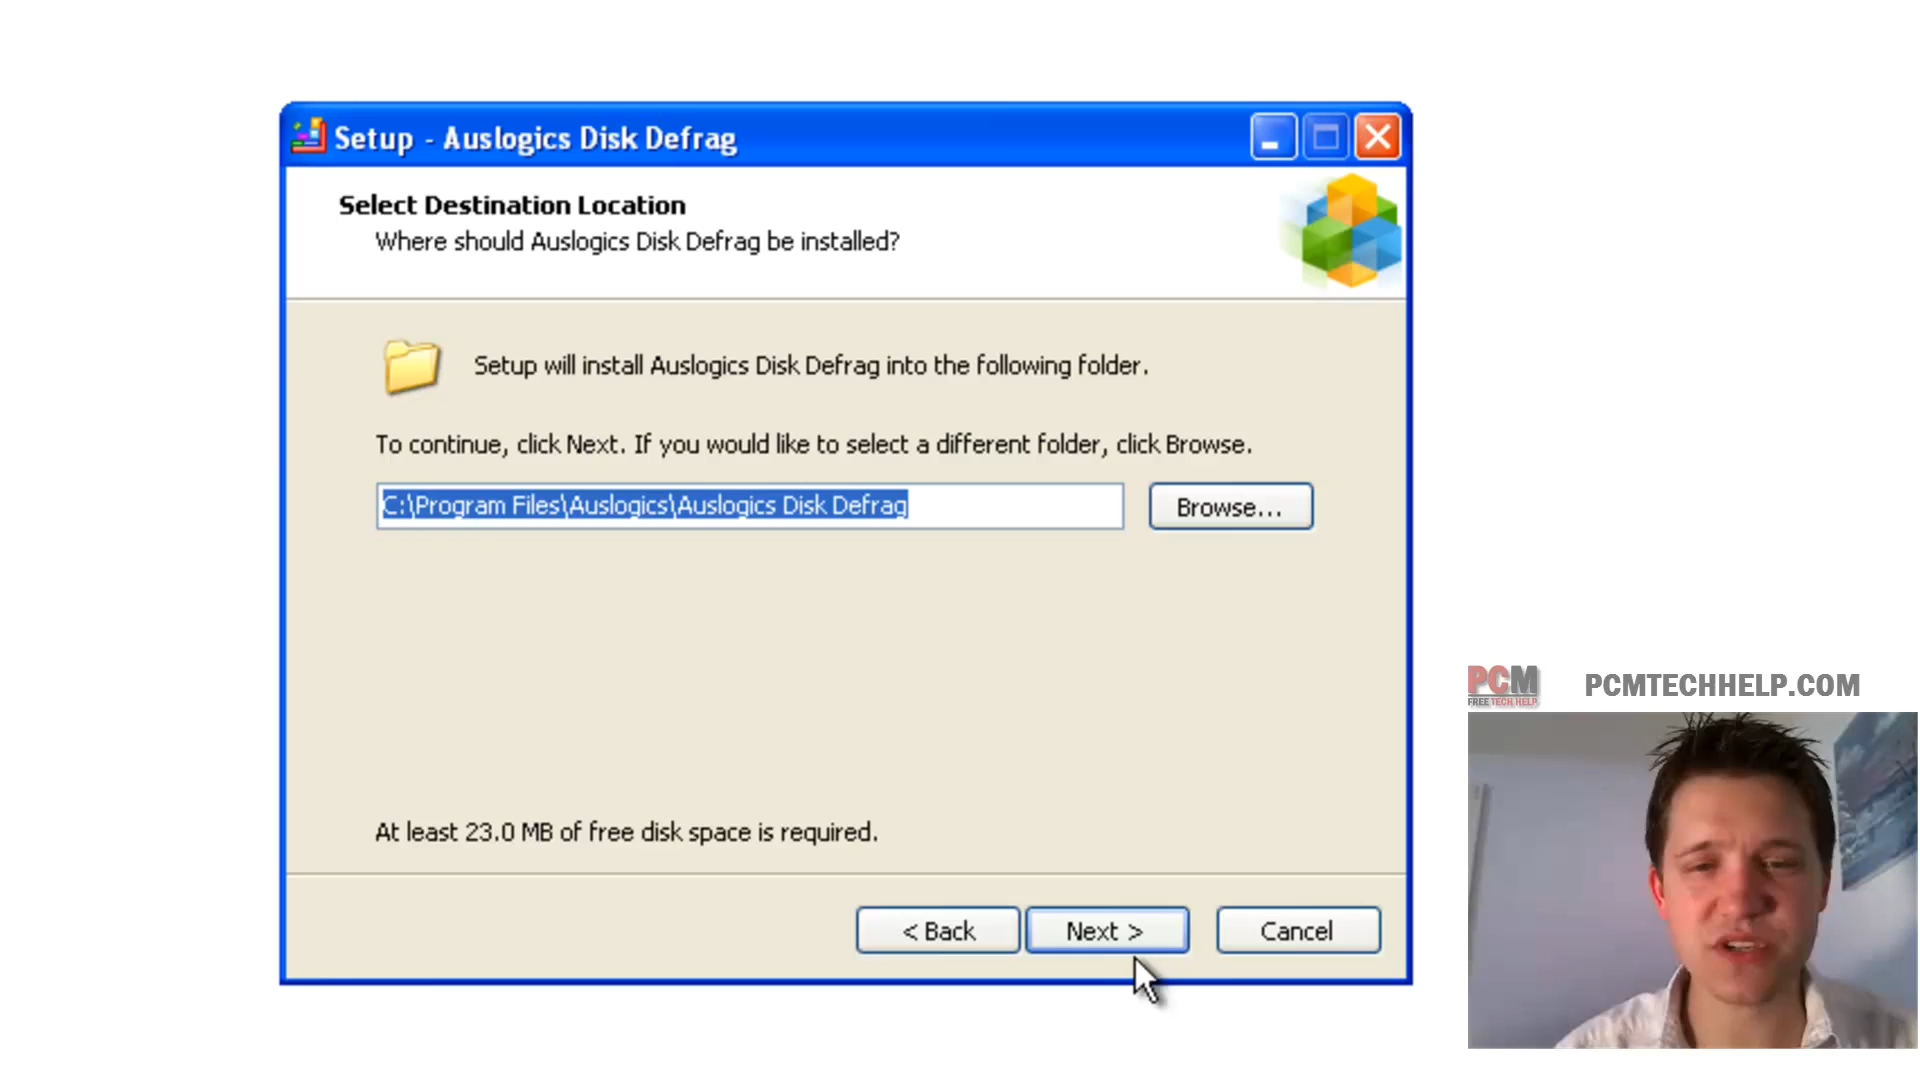 Setup - Auslogics Disk Defrag
Select Destination Location
Where should Auslogics Disk Defrag be installed?
Setup will install Auslogics Disk Defrag into the following folder.
To continue, click Next. If you would like to select a different folder, click Browse.
C:\Program Files\Auslogics\Auslogics Disk Defrag
Browse...
At least 23.0 MB of free disk space is required.
< Back
Next >
Cancel
PCM
FREE TECH HELP
PCMTECHHELP.COM